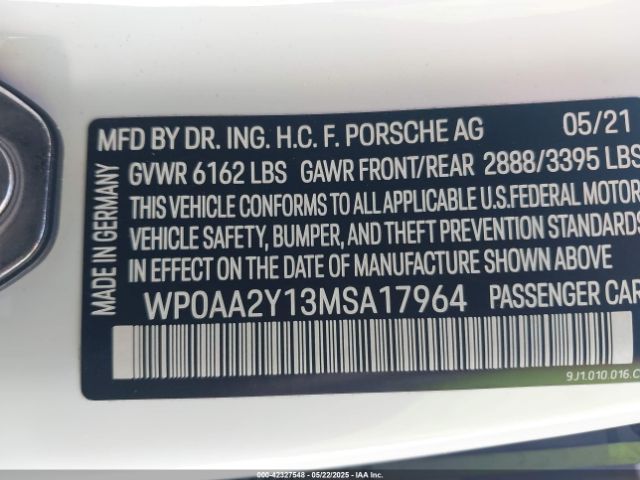 MFD BY DR. ING. H.C. F. PORSCHE AG 05/21
GVWR 6162 LBS GAWR FRONT/REAR 2888/3395 LBS
THIS VEHICLE CONFORMS TO ALL APPLICABLE U.S.FEDERAL MOTOR
VEHICLE SAFETY, BUMPER, AND THEFT PREVENTION STANDARDS
IN EFFECT ON THE DATE OF MANUFACTURE SHOWN ABOVE
WP0AA2Y13MSA17964 PASSENGER CAR
MADE IN GERMANY
9J1.010.016.C
000-42327548 - 05/22/2025 - IAA Inc.